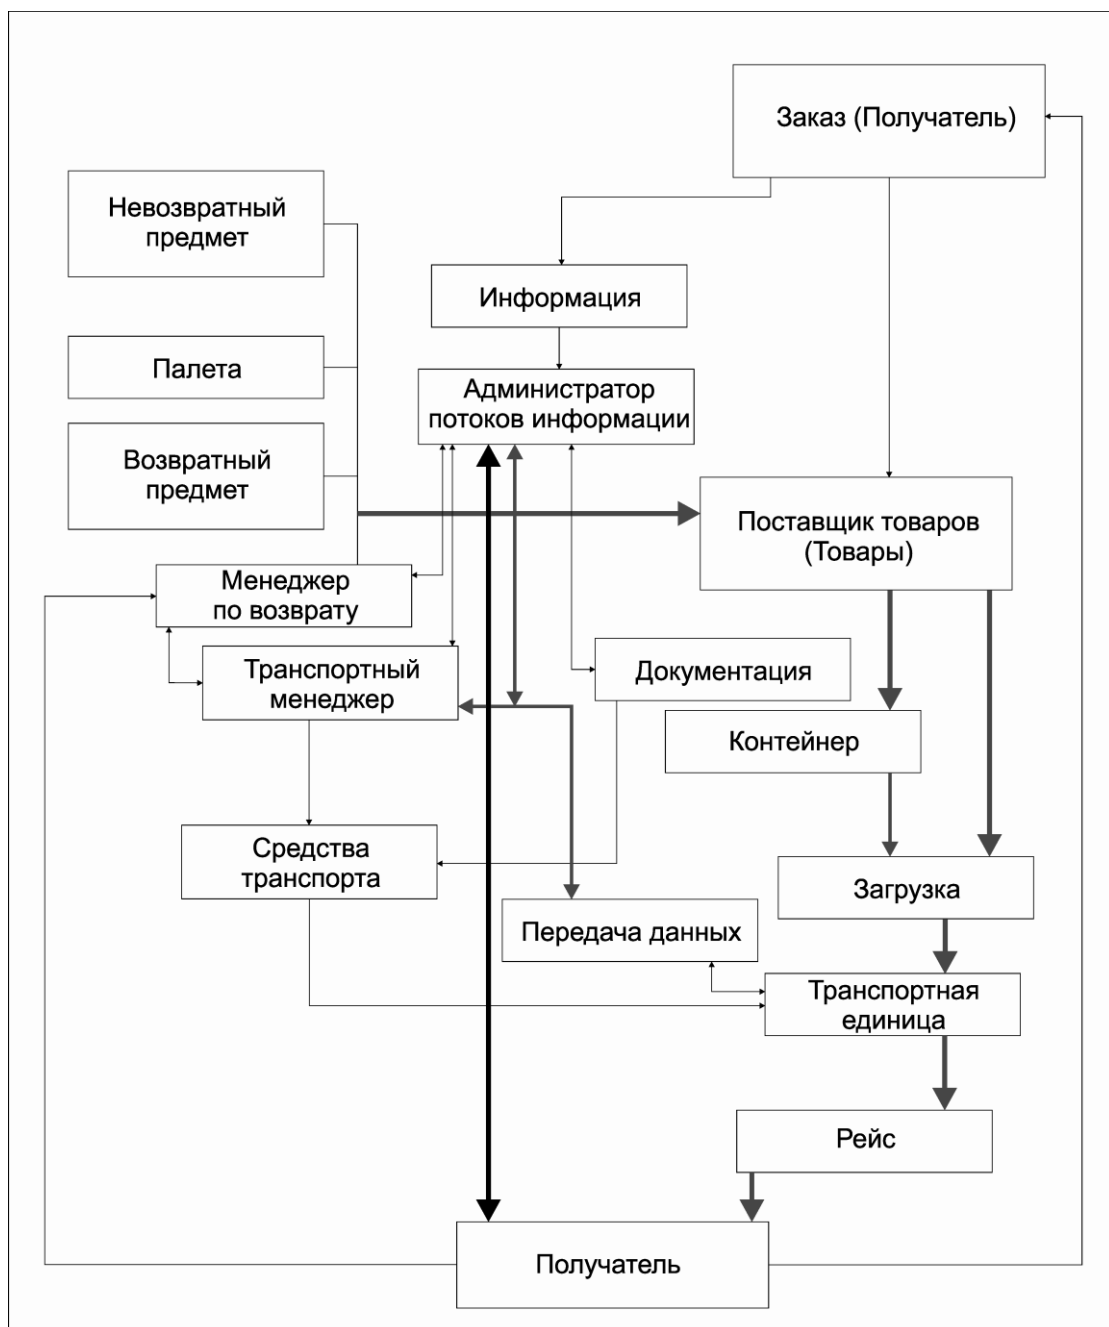 Заказ (Получатель)
Невозвратный
предмет
Информация
Палета
Администратор
потоков информации
Возвратный
предмет
Поставщик товаров
(Товары)
Менеджер
по возврату
Транспортный
менеджер
Документация
Контейнер
Средства
транспорта
Загрузка
Передача данных
Транспортная
единица
Рейс
Получатель